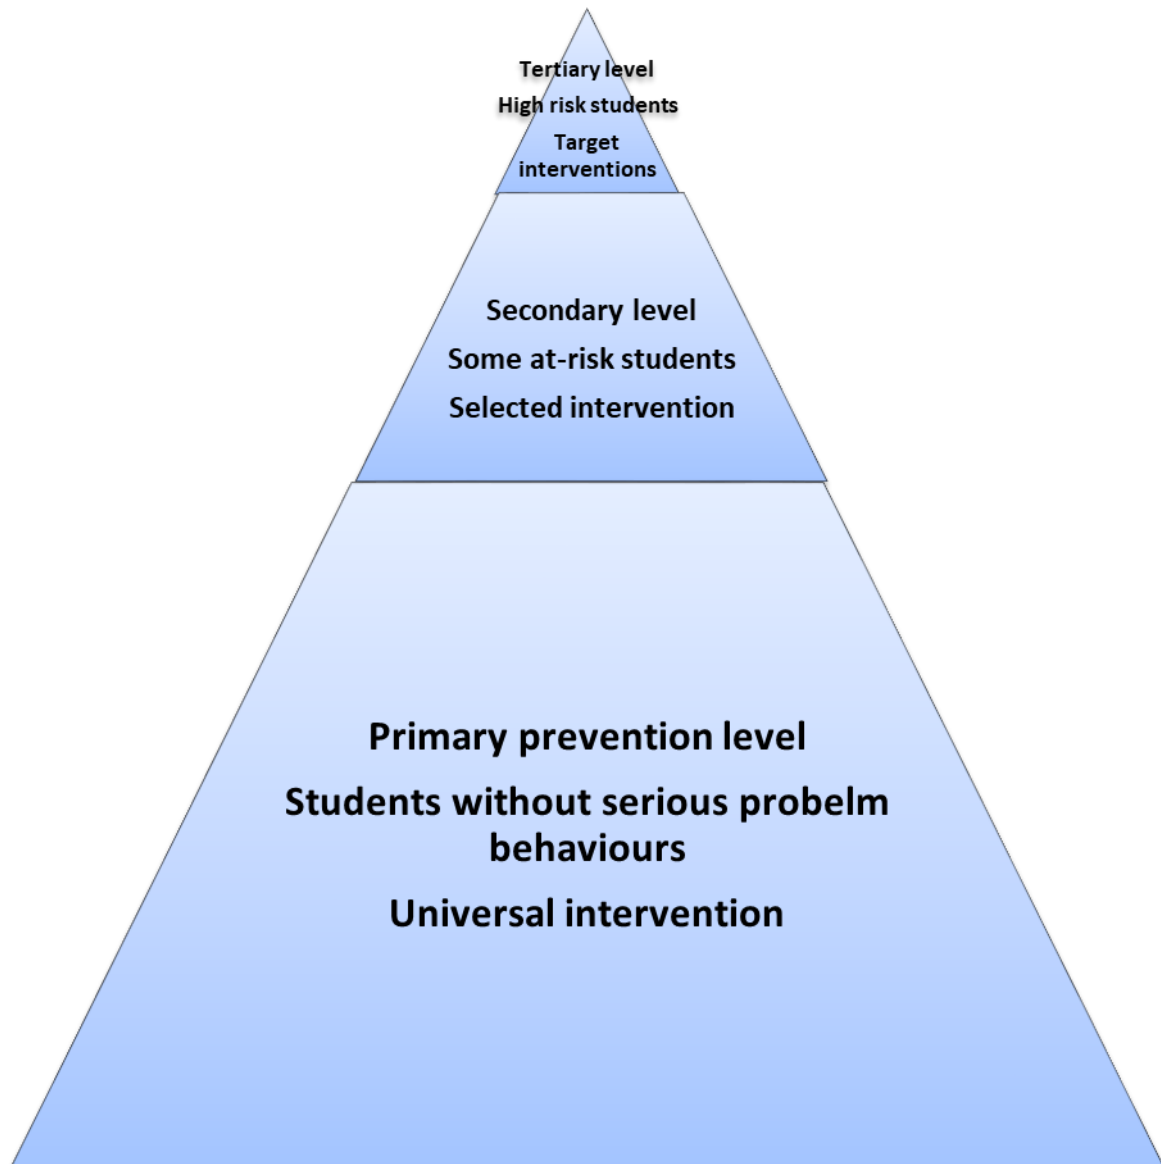 Tertiary level
High risk students
Target
interventions
Secondary level
Some at-risk students
Selected intervention
Primary prevention level
Students without serious probelm
behaviours
Universal intervention